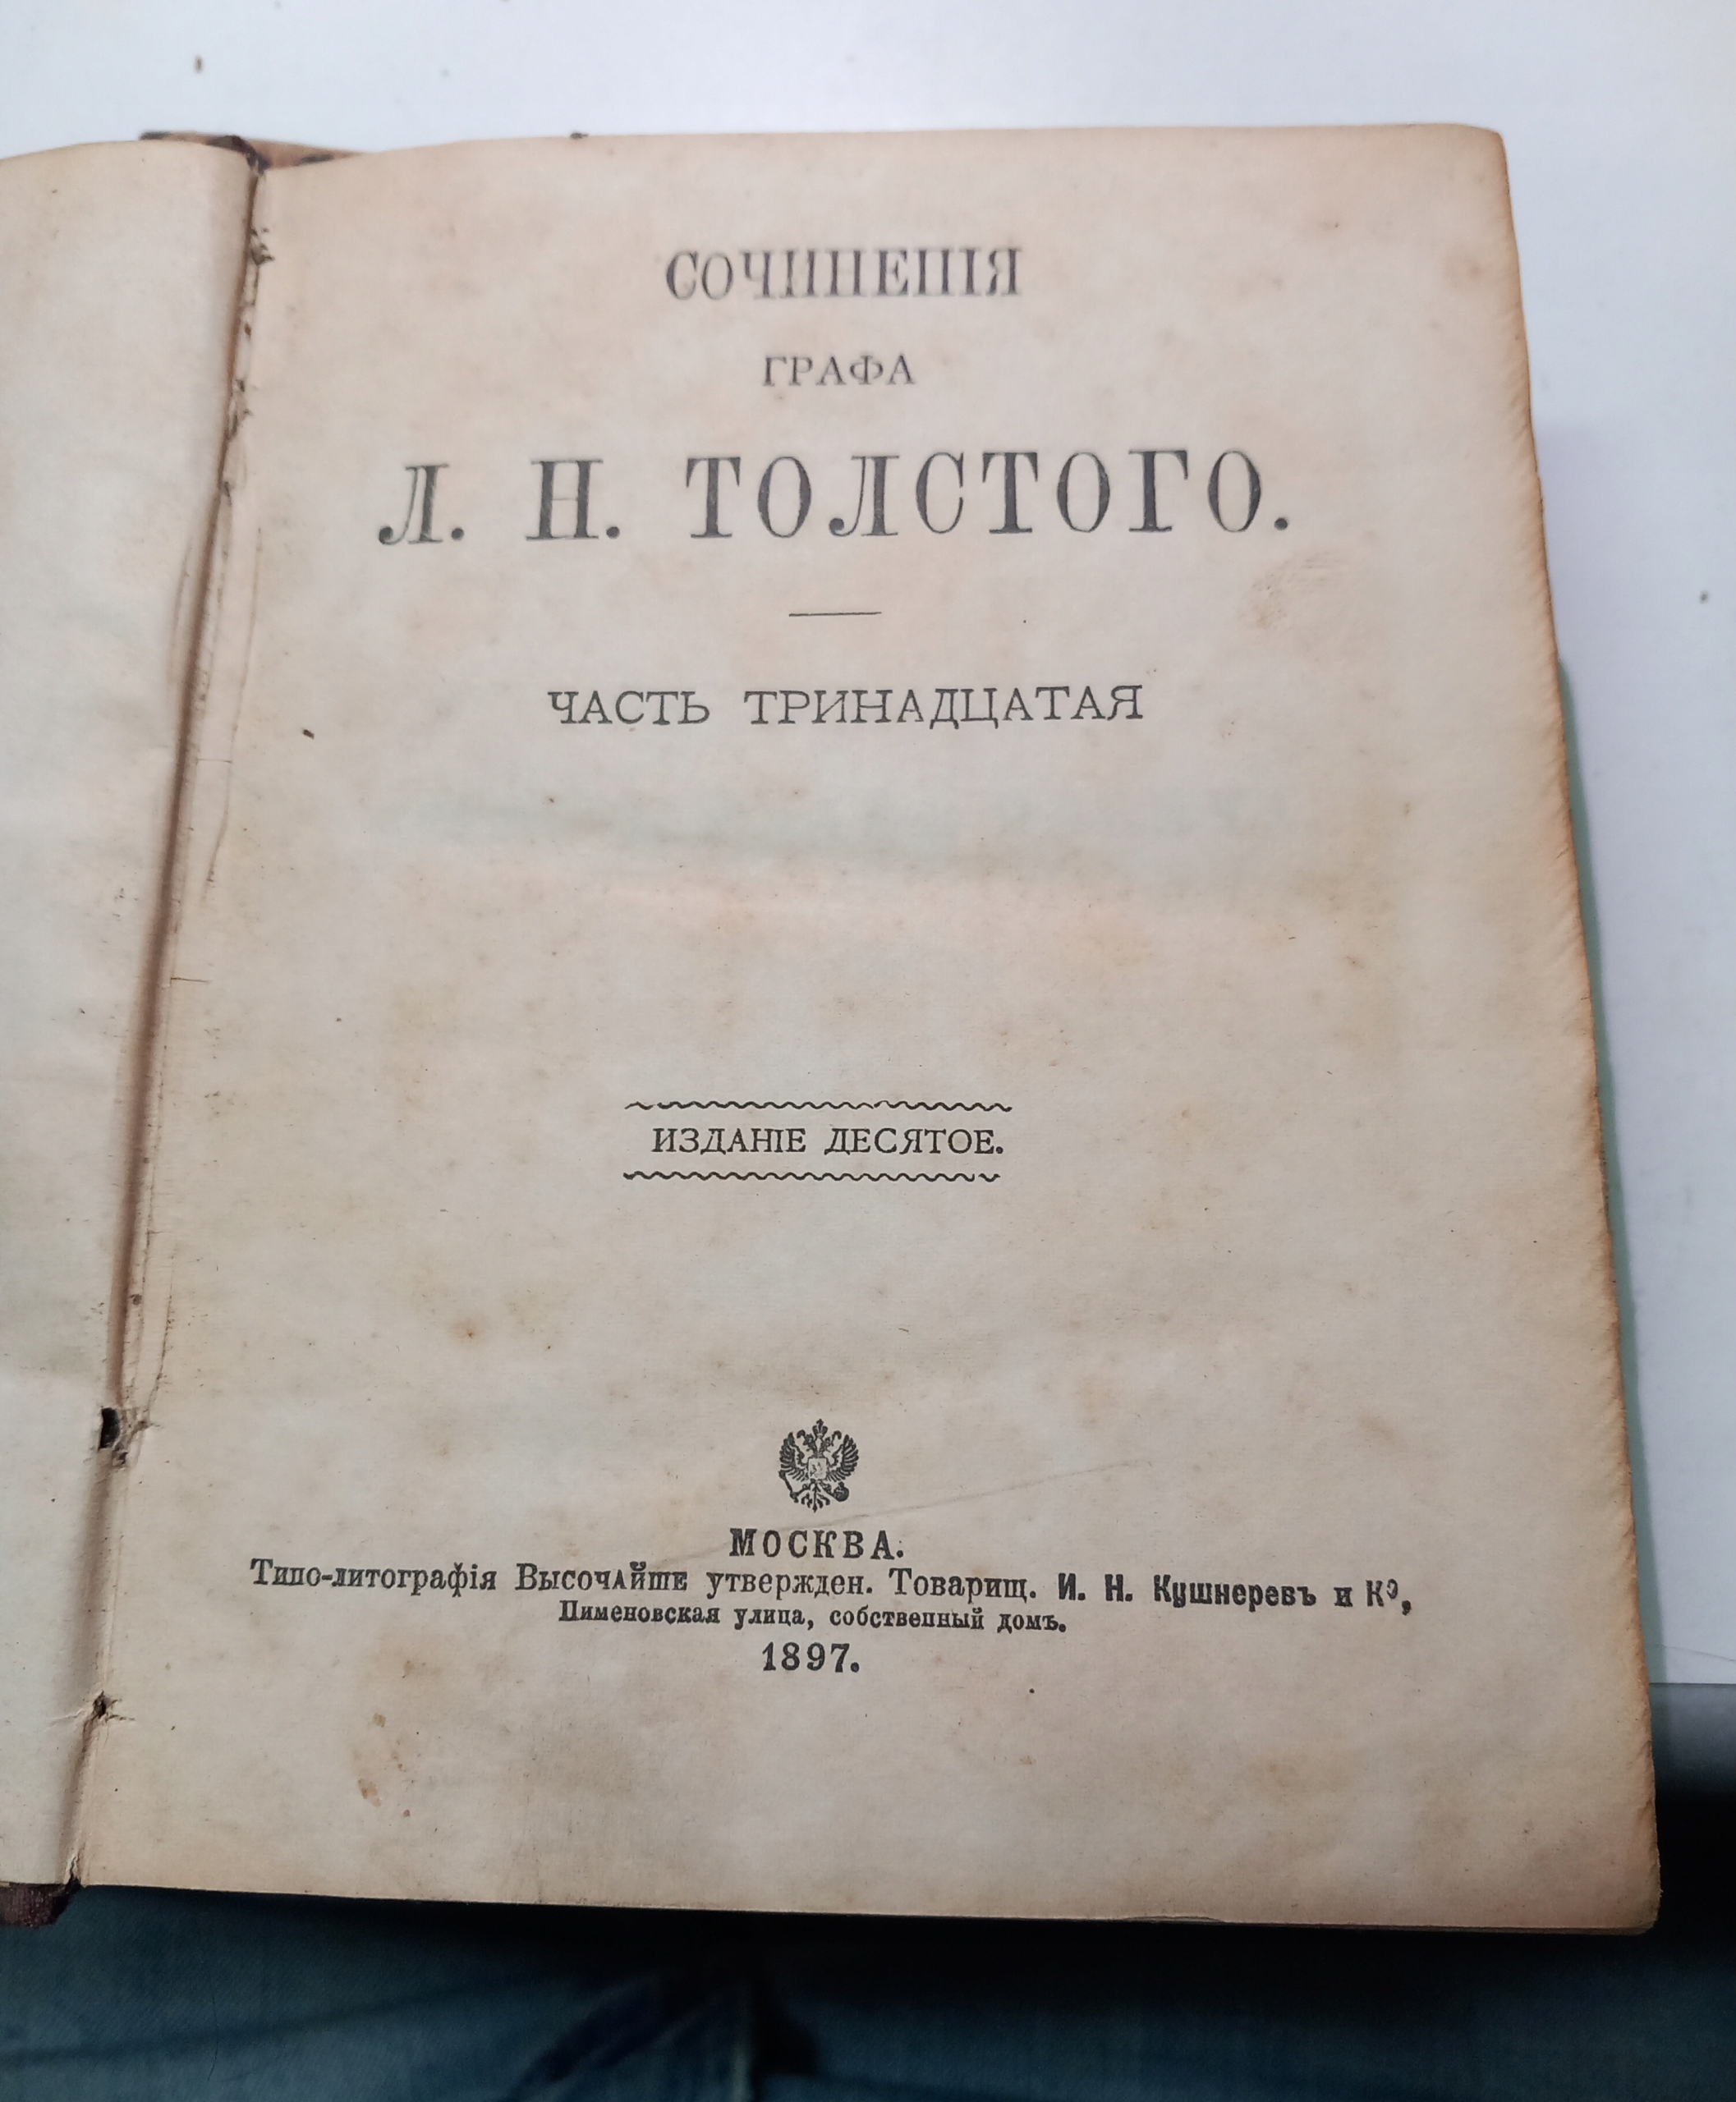 СОЧИНЕНІЯ
ГРАФА
Л. Н. ТОЛСТОГО.
ЧАСТЬ ТРИНАДЦАТАЯ
ИЗДАНІЕ ДЕСЯТОЕ.
МОСКВА.
Типо-литографія Высочайше утвержден. Товарищ. И. Н. Кушнеревъ и Кº,
Пименовская улица, собственный домъ.
1897.